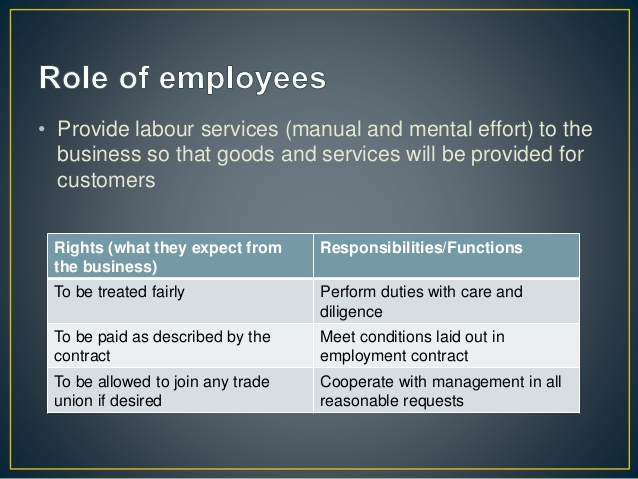 Role of employees
• Provide labour services (manual and mental effort) to the
business so that goods and services will be provided for
customers
Rights (what they expect from
the business)
Responsibilities/Functions
To be treated fairly
Perform duties with care and
diligence
To be paid as described by the
contract
Meet conditions laid out in
employment contract
To be allowed to join any trade
union if desired
Cooperate with management in all
reasonable requests